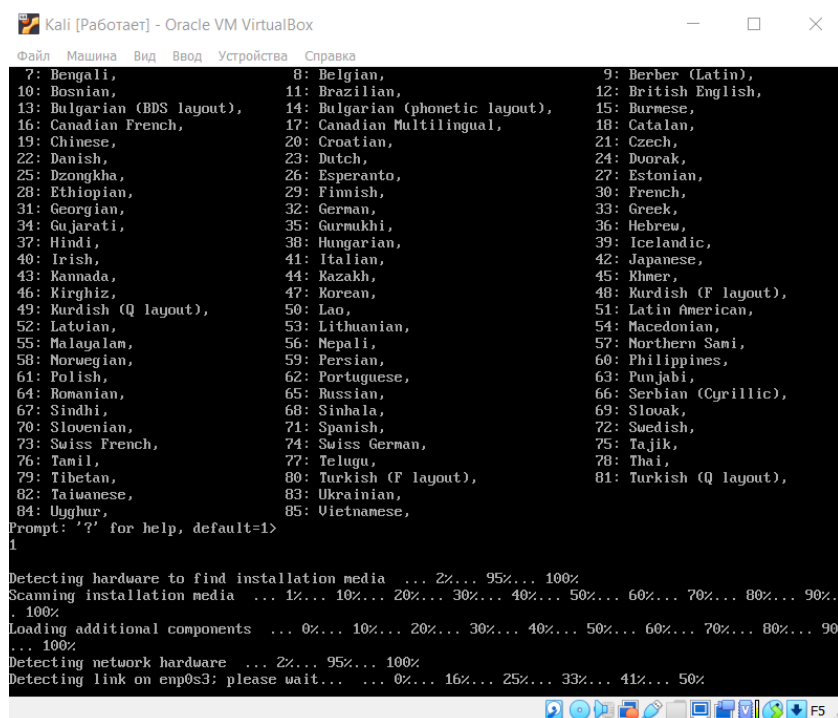 Kali [Работает] - Oracle VM VirtualBox
Файл Машина Вид Ввод Устройства Справка
7: Bengali, 8: Belgian, 9: Berber (Latin),
10: Bosnian, 11: Brazilian, 12: British English,
13: Bulgarian (BDS layout), 14: Bulgarian (phonetic layout), 15: Burmese,
16: Canadian French, 17: Canadian Multilingual, 18: Catalan,
19: Chinese, 20: Croatian, 21: Czech,
22: Danish, 23: Dutch, 24: Dvorak,
25: Dzongkha, 26: Esperanto, 27: Estonian,
28: Ethiopian, 29: Finnish, 30: French,
31: Georgian, 32: German, 33: Greek,
34: Gujarati, 35: Gurmukhi, 36: Hebrew,
37: Hindi, 38: Hungarian, 39: Icelandic,
40: Irish, 41: Italian, 42: Japanese,
43: Kannada, 44: Kazakh, 45: Khmer,
46: Kirghiz, 47: Korean, 48: Kurdish (F layout),
49: Kurdish (Q layout), 50: Lao, 51: Latin American,
52: Latvian, 53: Lithuanian, 54: Macedonian,
55: Malayalam, 56: Nepali, 57: Northern Sami,
58: Norwegian, 59: Persian, 60: Philippines,
61: Polish, 62: Portuguese, 63: Punjabi,
64: Romanian, 65: Russian, 66: Serbian (Cyrillic),
67: Sindhi, 68: Sinhala, 69: Slovak,
70: Slovenian, 71: Spanish, 72: Swedish,
73: Swiss French, 74: Swiss German, 75: Tajik,
76: Tamil, 77: Telugu, 78: Thai,
79: Tibetan, 80: Turkish (F layout), 81: Turkish (Q layout),
82: Taiwanese, 83: Ukrainian,
84: Uyghur, 85: Vietnamese,
Prompt: '?' for help, default=1>
1
Detecting hardware to find installation media ... 2%... 95%... 100%
Scanning installation media ... 1%... 10%... 20%... 30%... 40%... 50%... 60%... 70%... 80%... 90%.
. 100%
Loading additional components ... 0%... 10%... 20%... 30%... 40%... 50%... 60%... 70%... 80%... 90
... 100%
Detecting network hardware ... 2%... 95%... 100%
Detecting link on enp0s3; please wait... ... 0%... 16%... 25%... 33%... 41%... 50%
F5